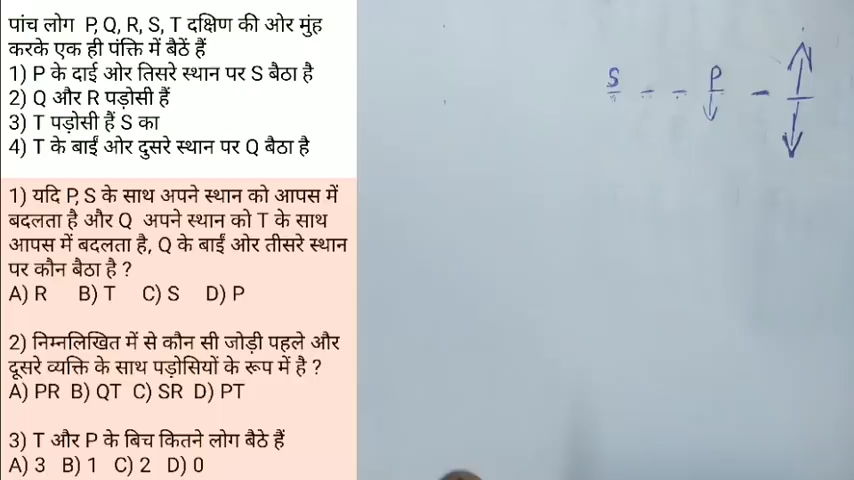 पांच लोग P, Q, R, S, T दक्षिण की ओर मुंह
करके एक ही पंक्ति में बैठें हैं
1) P के दाई ओर तिसरे स्थान पर S बैठा है
2) Q और R पड़ोसी हैं
3) T पड़ोसी हैं S का
4) T के बाईं ओर दुसरे स्थान पर Q बैठा है
1) यदि P, S के साथ अपने स्थान को आपस में
बदलता है और Q अपने स्थान को T के साथ
आपस में बदलता है, Q के बाईं ओर तीसरे स्थान
पर कौन बैठा है ?
A) R B) T C) S D) P
2) निम्नलिखित में से कौन सी जोड़ी पहले और
दूसरे व्यक्ति के साथ पड़ोसियों के रूप में है ?
A) PR B) QT C) SR D) PT
3) T और P के बिच कितने लोग बैठे हैं
A) 3 B) 1 C) 2 D) 0
S P